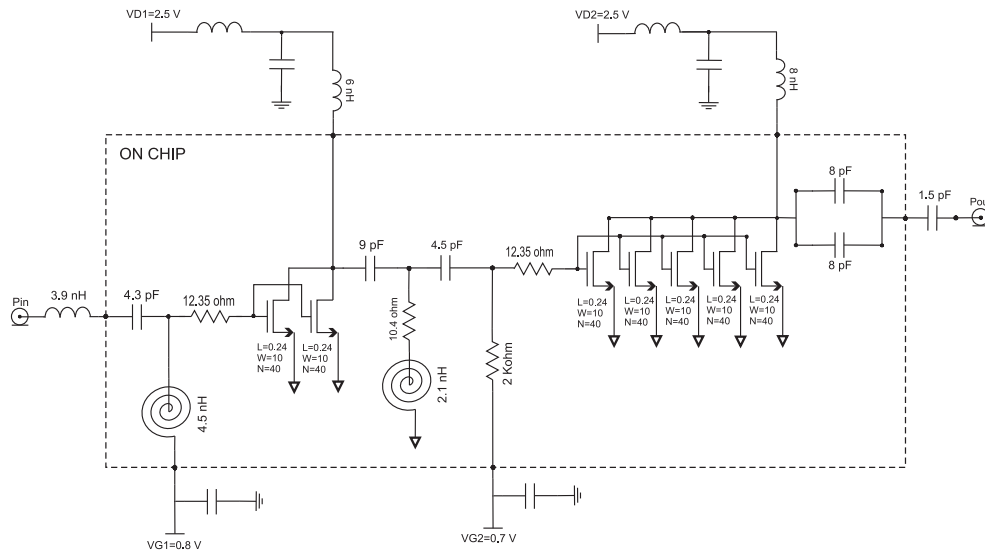 VD1=2.5 V
VD2=2.5 V
6 nH
8 nH
ON CHIP
8 pF
1.5 pF
Pout
8 pF
9 pF
4.5 pF
12.35 ohm
Pin
3.9 nH
4.3 pF
12.35 ohm
10.4 ohm
L=0.24
W=10
N=40
L=0.24
W=10
N=40
L=0.24
W=10
N=40
L=0.24
W=10
N=40
L=0.24
W=10
N=40
L=0.24
W=10
N=40
L=0.24
W=10
N=40
2 Kohm
2.1 nH
4.5 nH
VG1=0.8 V
VG2=0.7 V